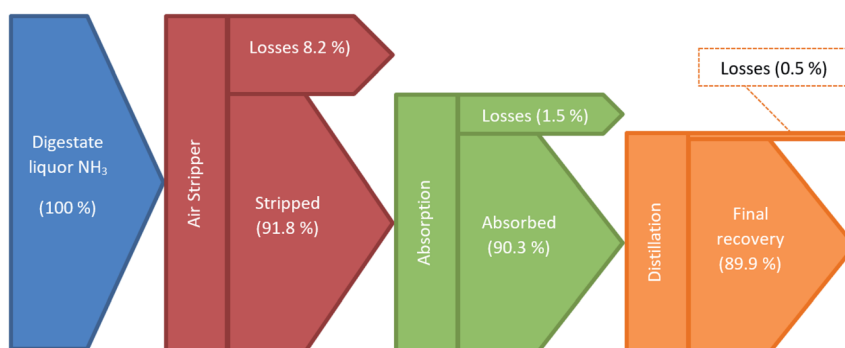 Digestate
liquor NH₃
(100 %)
Air Stripper
Losses 8.2 %)
Stripped
(91.8 %)
Absorption
Losses (1.5 %)
Absorbed
(90.3 %)
Distillation
Losses (0.5 %)
Final
recovery
(89.9 %)